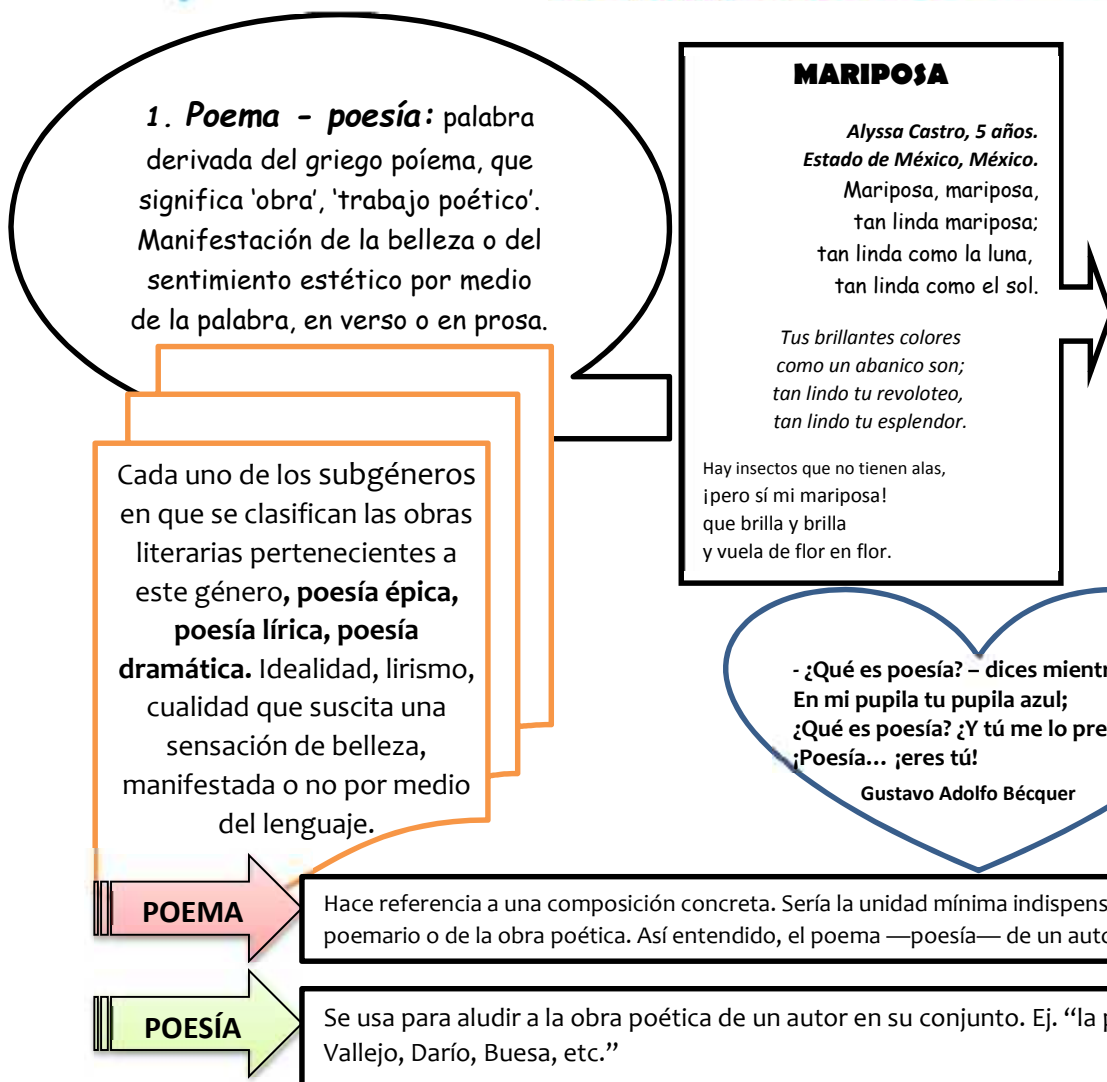 1. Poema - poesía: palabra
derivada del griego poíema, que
significa ‘obra’, ‘trabajo poético’.
Manifestación de la belleza o del
sentimiento estético por medio
de la palabra, en verso o en prosa.
Cada uno de los subgéneros
en que se clasifican las obras
literarias pertenecientes a
este género, poesía épica,
poesía lírica, poesía
dramática. Idealidad, lirismo,
cualidad que suscita una
sensación de belleza,
manifestada o no por medio
del lenguaje.
MARIPOSA
Alyssa Castro, 5 años.
Estado de México, México.
Mariposa, mariposa,
tan linda mariposa;
tan linda como la luna,
tan linda como el sol.
Tus brillantes colores
como un abanico son;
tan lindo tu revoloteo,
tan lindo tu esplendor.
Hay insectos que no tienen alas,
¡pero sí mi mariposa!
que brilla y brilla
y vuela de flor en flor.
- ¿Qué es poesía? – dices
En mi pupila tu pupila azul;
¿Qué es poesía? ¿Y tú me lo
¡Poesía… ¡eres tú!
Gustavo Adolfo Bécquer
POEMA
Hace referencia a una composición concreta. Sería la unidad mínima
poemario o de la obra poética. Así entendido, el poema —poesía— de un
POESÍA
Se usa para aludir a la obra poética de un autor en su conjunto. Ej. “la
Vallejo, Darío, Buesa, etc.”